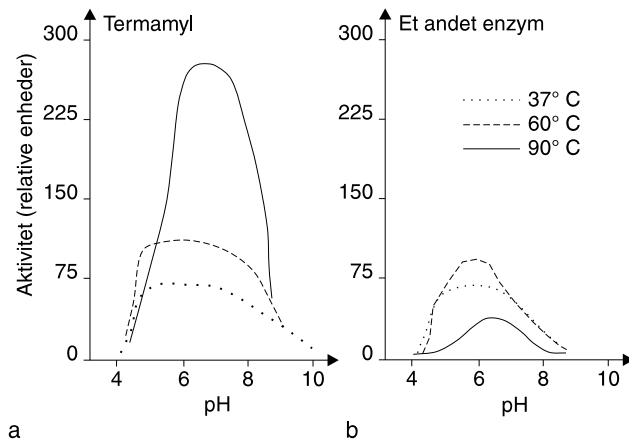 Termamyl
Et andet enzym
Aktivitet (relative enheder)
300
225
150
75
0
4
6
8
10
pH
300
225
150
75
0
37° C
60° C
90° C
4
6
8
10
pH
a
b